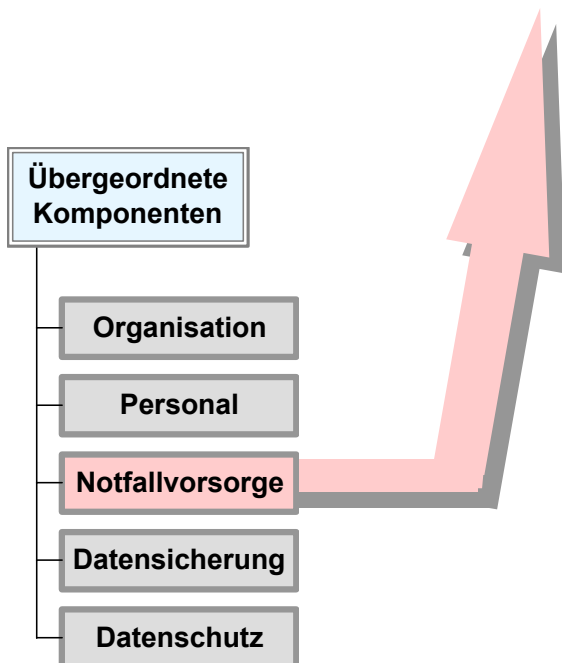 Übergeordnete
Komponenten
Organisation
Personal
Notfallvorsorge
Datensicherung
Datenschutz